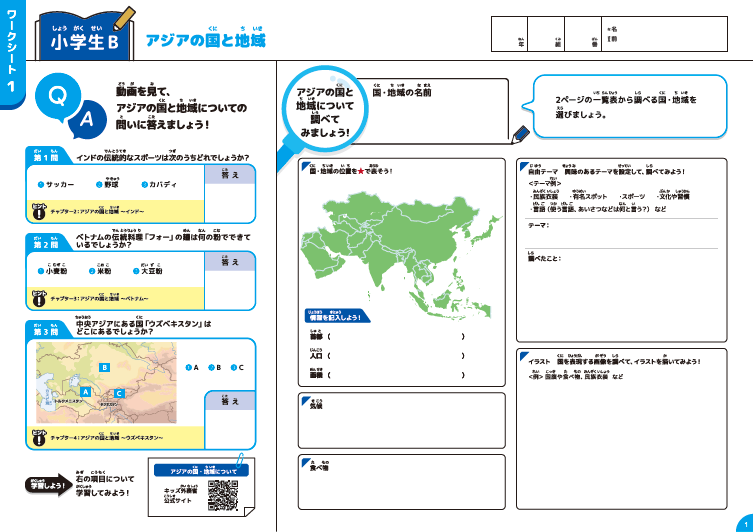 ワークシート1
小学生B
アジアの国と地域
年
組
番
名前
Q
A
動画を見て、
アジアの国と地域についての
問いに答えましょう！
第1問
インドの伝統的なスポーツは次のうちどれでしょうか？
❶サッカー ❷野球 ❸カバディ
答え
ヒント
チャプター2：アジアの国と地域 ～インド～
第2問
ベトナムの伝統料理「フォー」の麺は何の粉でできて
いるでしょうか？
❶小麦粉 ❷米粉 ❸大豆粉
答え
ヒント
チャプター3：アジアの国と地域 ～ベトナム～
第3問
中央アジアにある国「ウズベキスタン」は
どこにあるでしょうか？
B
A
C
トルクメニスタン
❶A ❷B ❸C
答え
ヒント
チャプター4：アジアの国と地域 ～ウズベキスタン～
学習しよう！
右の項目について
学習してみよう！
アジアの国・地域について
キッズ外務省
公式サイト
アジアの国と
地域について
調べて
みましょう！
国・地域の名前
2ページの一覧表から調べる国・地域を
選びましょう。
国・地域の位置を★で表そう！
情報を記入しよう！
首都（ ）
人口（ ）
面積（ ）
気候
食べ物
自由テーマ 興味のあるテーマを設定して、調べてみよう！
＜テーマ例＞
・民族衣装 ・有名スポット ・スポーツ ・文化や習慣
・言語（使う言語、あいさつなどは何と言う？） など
テーマ：
調べたこと：
イラスト 国を表現する画像を調べて、イラストを描いてみよう！
＜例＞国旗や食べ物、民族衣装 など
1